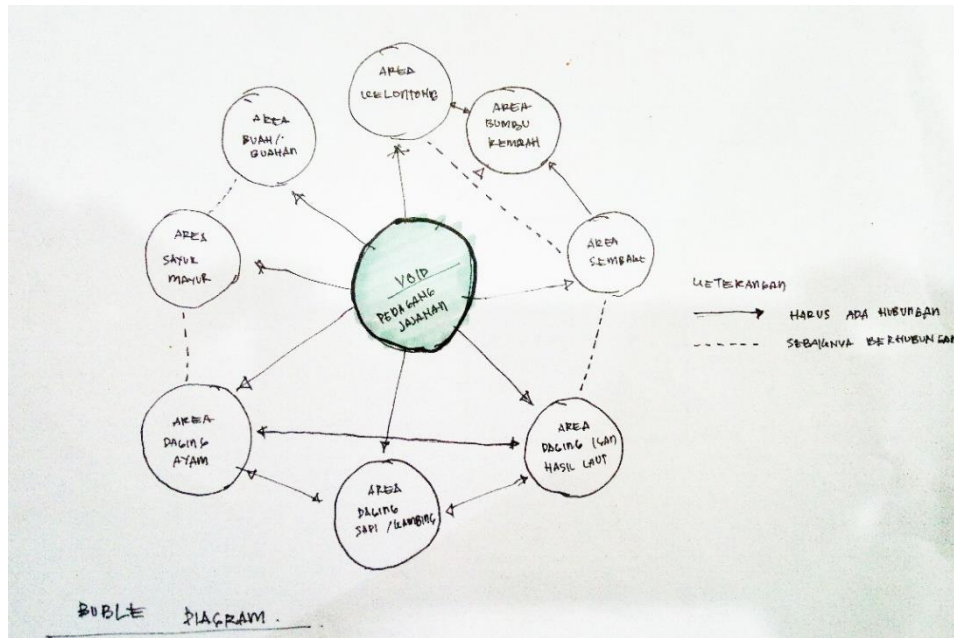 AREA
KELONTONG
AREA
BUMBU
REMPAH
AREA
BUAH/.
BUAHAN
AREA
SAYUR
MAYUR
VOID
PEDAGANG
JAJANAN
AREA
SEMBAKO
AREA
DAGING
AYAM
AREA
DAGING
SAPI / KAMBING
AREA
DAGING IKAN
HASIL LAUT
KETERANGAN
HARUS ADA HUBUNGAN
SEBAIKNYA BERHUBUNGAN
BUBLE DIAGRAM.